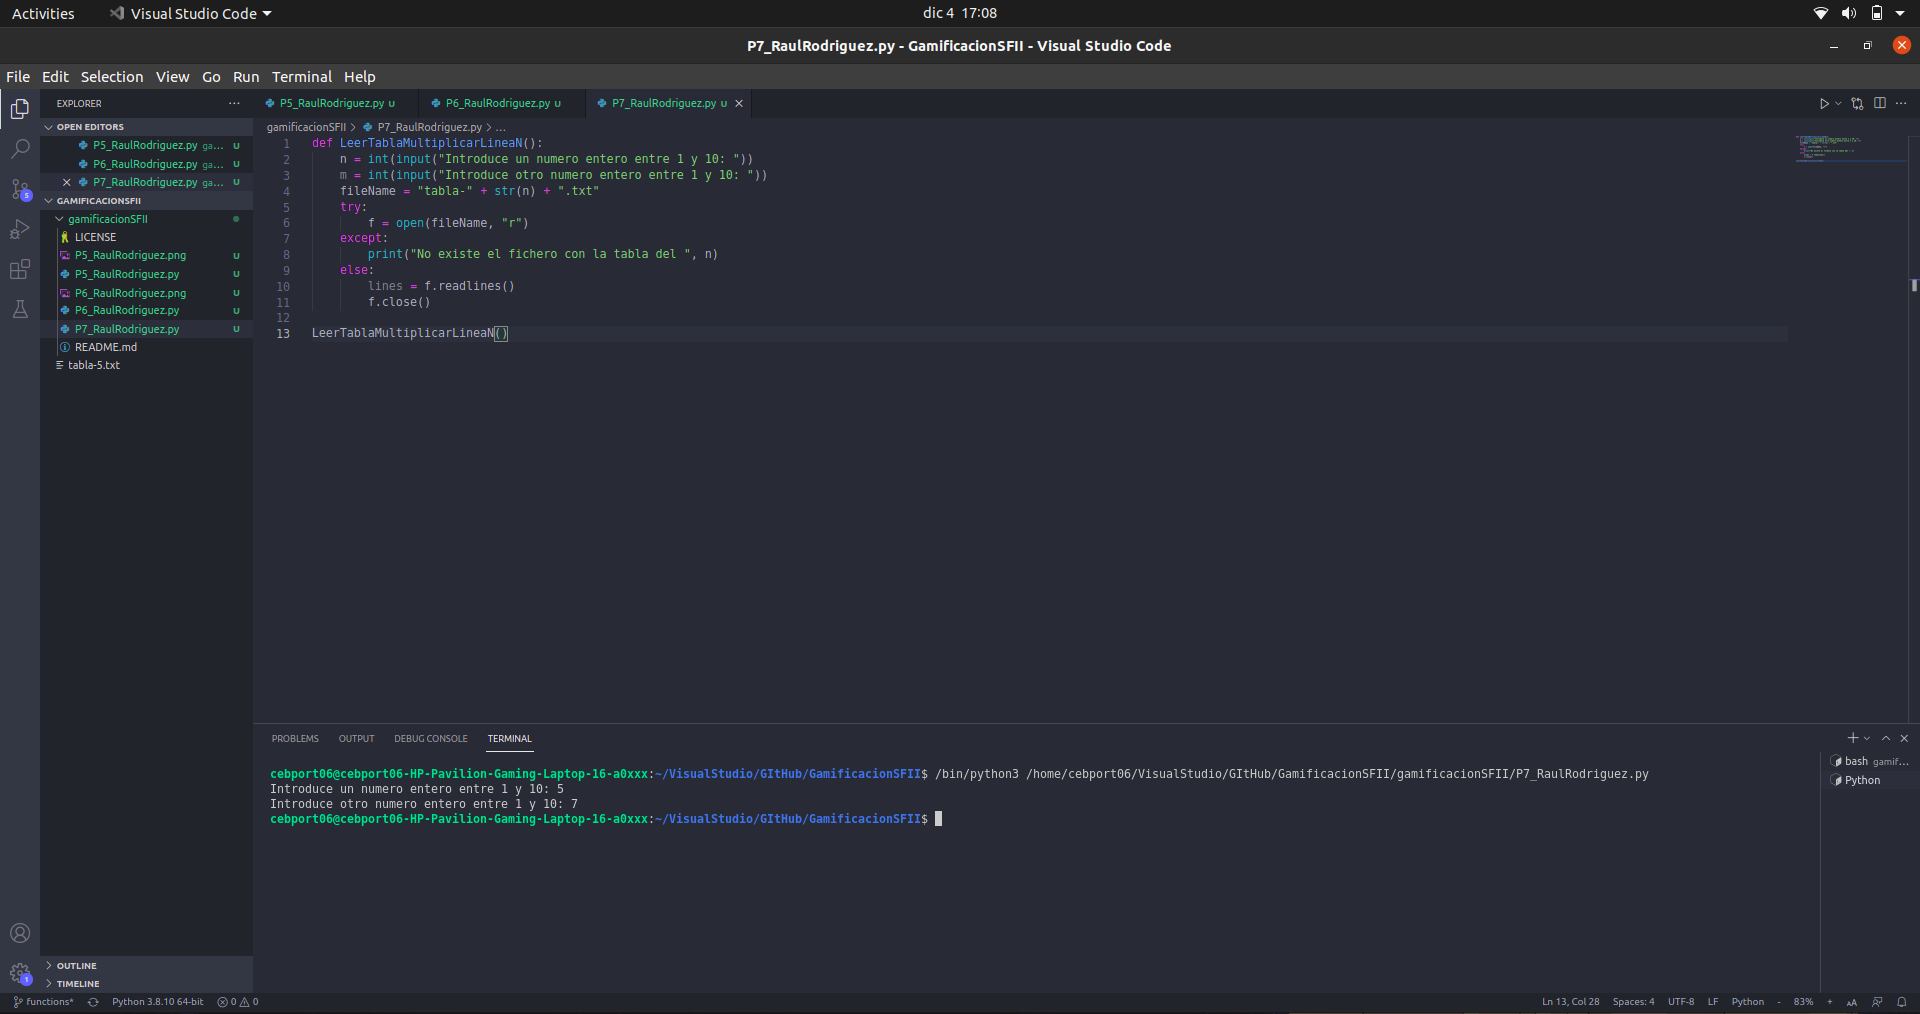 Activities Visual Studio Code dic 4 17:08
P7_RaulRodriguez.py - GamificacionSFII - Visual Studio Code
File Edit Selection View Go Run Terminal Help
EXPLORER
OPEN EDITORS
P5_RaulRodriguez.py ga... U
P6_RaulRodriguez.py ga... U
P7_RaulRodriguez.py ga... U
GAMIFICACIONSFII
gamificacionSFII
LICENSE
P5_RaulRodriguez.png U
P5_RaulRodriguez.py U
P6_RaulRodriguez.png U
P6_RaulRodriguez.py U
P7_RaulRodriguez.py U
README.md
tabla-5.txt
OUTLINE
TIMELINE
P5_RaulRodriguez.py U P6_RaulRodriguez.py U P7_RaulRodriguez.py U
gamificacionSFII > P7_RaulRodriguez.py > ...
1 def LeerTablaMultiplicarLineaN():
2 n = int(input("Introduce un numero entero entre 1 y 10: "))
3 m = int(input("Introduce otro numero entero entre 1 y 10: "))
4 fileName = "tabla-" + str(n) + ".txt"
5 try:
6 f = open(fileName, "r")
7 except:
8 print("No existe el fichero con la tabla del ", n)
9 else:
10 lines = f.readlines()
11 f.close()
12
13 LeerTablaMultiplicarLineaN()
PROBLEMS OUTPUT DEBUG CONSOLE TERMINAL
cebport06@cebport06-HP-Pavilion-Gaming-Laptop-16-a0xxx:~/VisualStudio/GItHub/GamificacionSFII$ /bin/python3 /home/cebport06/VisualStudio/GItHub/GamificacionSFII/gamificacionSFII/P7_RaulRodriguez.py
Introduce un numero entero entre 1 y 10: 5
Introduce otro numero entero entre 1 y 10: 7
cebport06@cebport06-HP-Pavilion-Gaming-Laptop-16-a0xxx:~/VisualStudio/GItHub/GamificacionSFII$
bash gamif...
Python
functions* Python 3.8.10 64-bit 0 0 Ln 13, Col 28 Spaces: 4 UTF-8 LF Python - 83% +